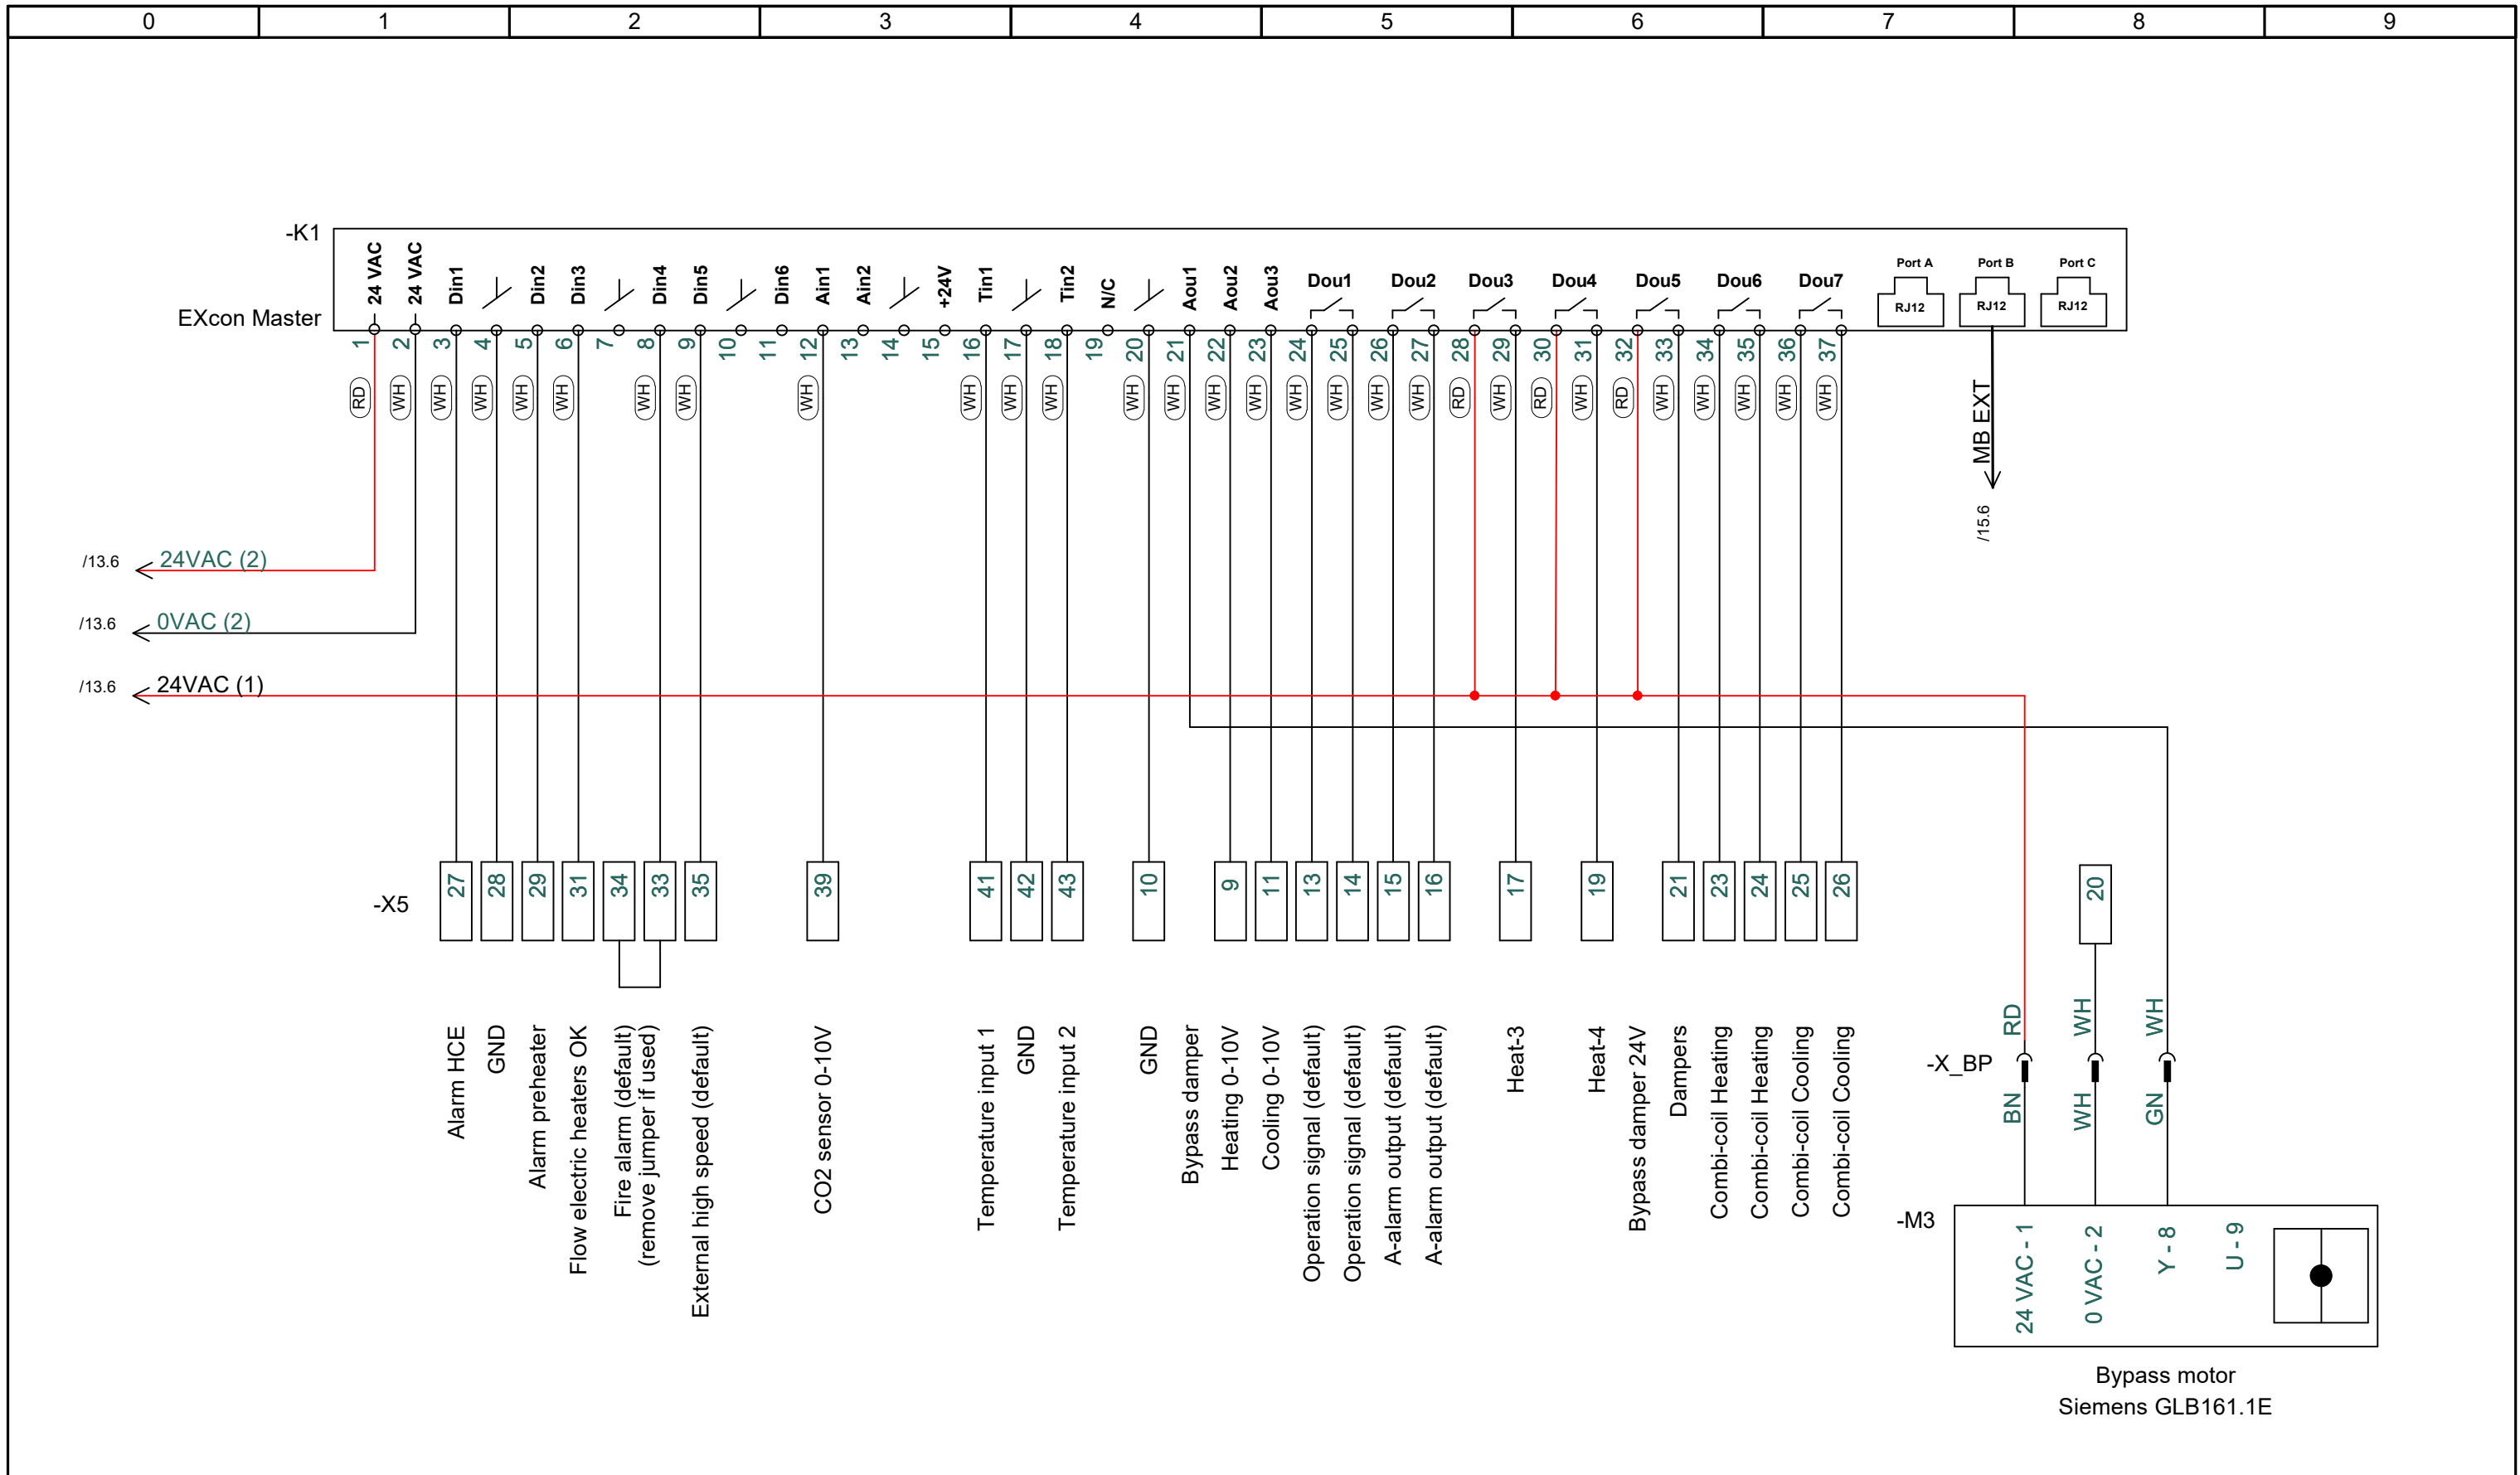 0 1 2 3 4 5 6 7 8 9
-K1
EXcon Master
24 VAC
24 VAC
Din1
Din2
Din3
Din4
Din5
Din6
Ain1
Ain2
+24V
Tin1
Tin2
N/C
Aou1
Aou2
Aou3
Dou1
Dou2
Dou3
Dou4
Dou5
Dou6
Dou7
Port A
RJ12
Port B
RJ12
Port C
RJ12
1 2 3 4 5 6 7 8 9 10 11 12 13 14 15 16 17 18 19 20 21 22 23 24 25 26 27 28 29 30 31 32 33 34 35 36 37
RD WH WH WH WH WH WH WH WH WH WH WH WH WH WH WH WH WH WH WH RD WH RD WH RD WH WH WH WH WH
MB EXT
/15.6
/13.6 24VAC (2)
/13.6 0VAC (2)
/13.6 24VAC (1)
-X5
27 28 29 31 34 33 35 39 41 42 43 10 9 11 13 14 15 16 17 19 21 23 24 25 26 20
Alarm HCE
GND
Alarm preheater
Flow electric heaters OK
Fire alarm (default)
(remove jumper if used)
External high speed (default)
CO2 sensor 0-10V
Temperature input 1
GND
Temperature input 2
GND
Bypass damper
Heating 0-10V
Cooling 0-10V
Operation signal (default)
Operation signal (default)
A-alarm output (default)
A-alarm output (default)
Heat-3
Heat-4
Bypass damper 24V
Dampers
Combi-coil Heating
Combi-coil Heating
Combi-coil Cooling
Combi-coil Cooling
RD WH WH
-X_BP
BN WH GN
-M3
24 VAC - 1
0 VAC - 2
Y - 8
U - 9
Bypass motor
Siemens GLB161.1E